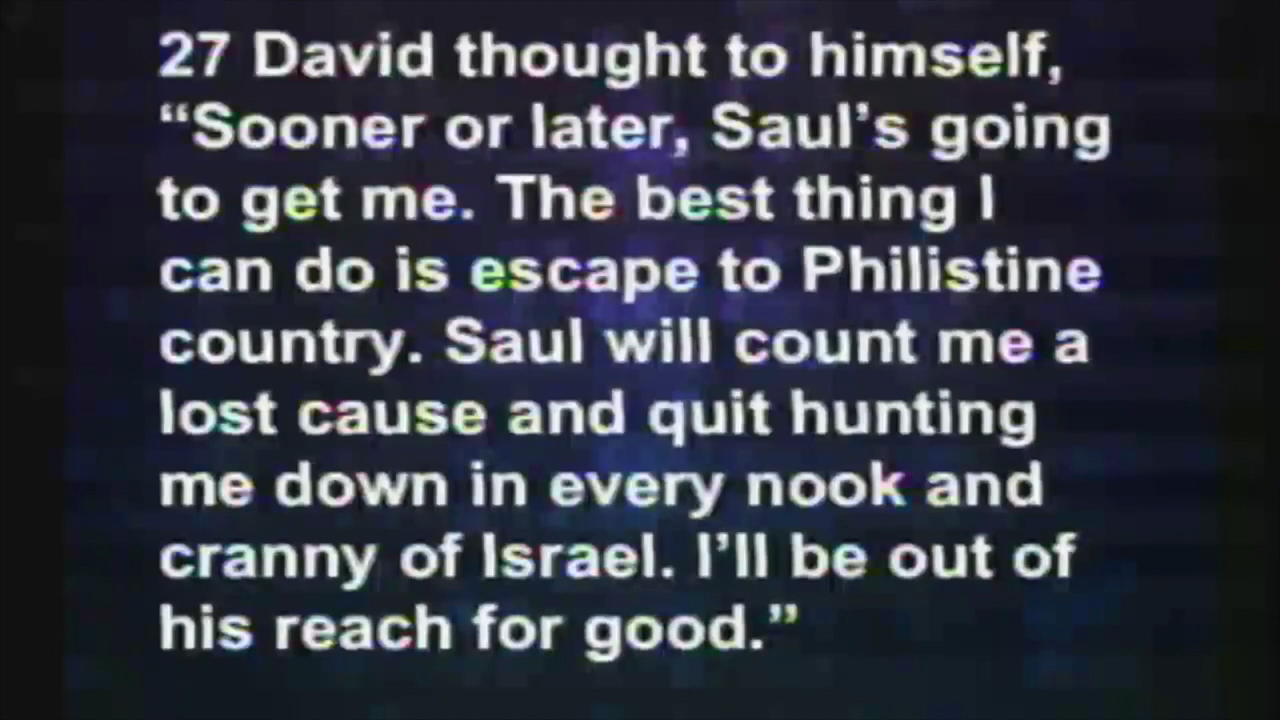 27 David thought to himself,
“Sooner or later, Saul’s going
to get me. The best thing I
can do is escape to Philistine
country. Saul will count me a
lost cause and quit hunting
me down in every nook and
cranny of Israel. I’ll be out of
his reach for good.”